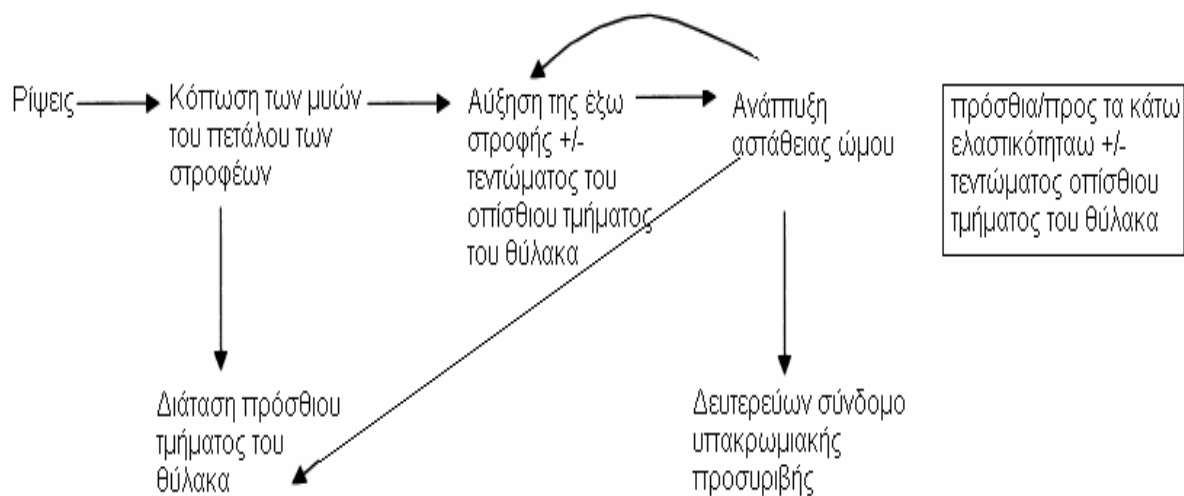 Ρίψεις
Κόπωση των μυών
του πετάλου των
στροφέων
Αύξηση της έξω
στροφής +/-
τεντώματος του
οπίσθιου τμήματος
του θύλακα
Ανάπτυξη
αστάθειας ώμου
πρόσθια/προς τα κάτω
ελαστικότηταω +/-
τεντώματος οπίσθιου
τμήματος του θύλακα
Διάταση πρόσθιου
τμήματος του
θύλακα
Δευτερεύων σύνδομο
υπακρωμιακής
προσυριβής